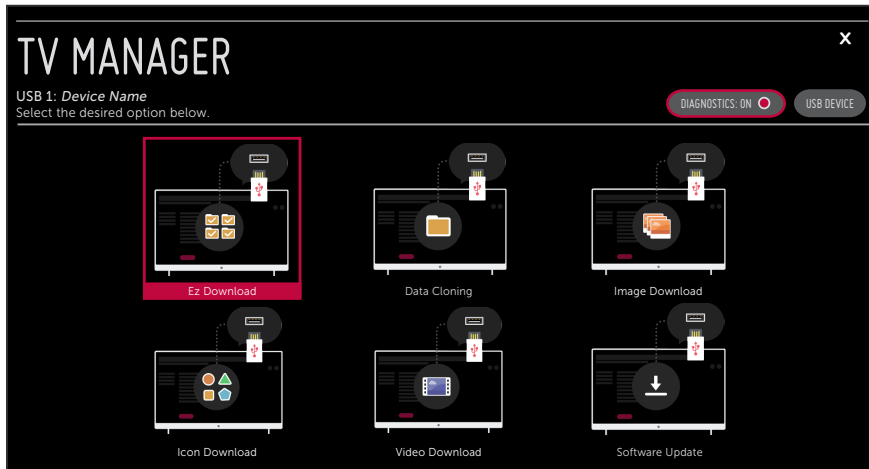 TV MANAGER
X
USB 1: Device Name
Select the desired option below.
DIAGNOSTICS: ON
USB DEVICE
Ez Download
Data Cloning
Image Download
Icon Download
Video Download
Software Update